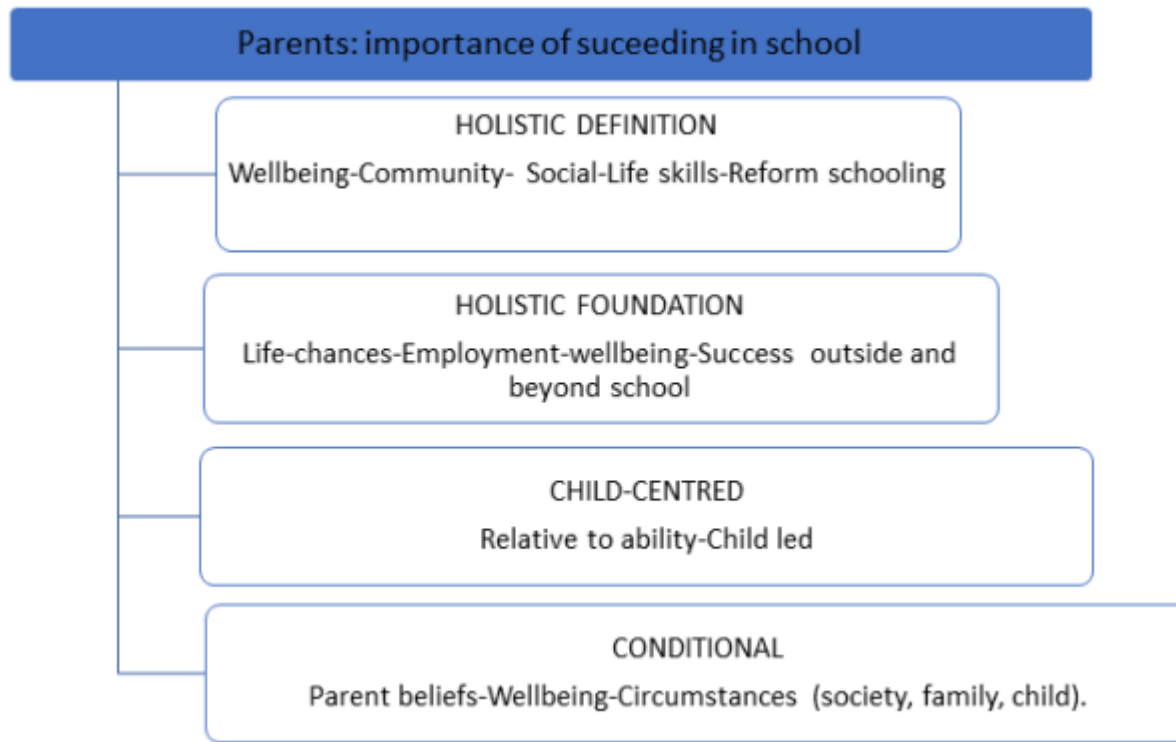 Parents: importance of suceeding in school
HOLISTIC DEFINITION
Wellbeing-Community- Social-Life skills-Reform schooling
HOLISTIC FOUNDATION
Life-chances-Employment-wellbeing-Success outside and
beyond school
CHILD-CENTRED
Relative to ability-Child led
CONDITIONAL
Parent beliefs-Wellbeing-Circumstances (society, family, child).